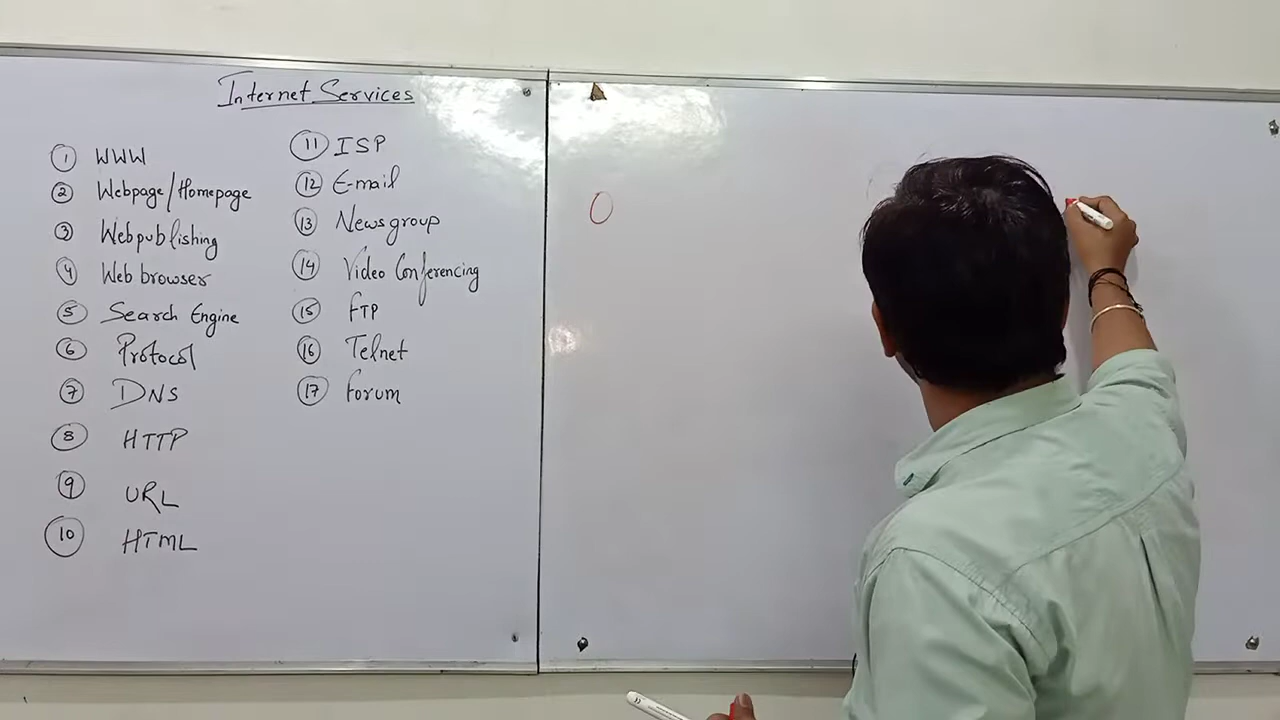 Internet Services
1 WWW
2 Webpage/Homepage
3 Webpublishing
4 Web browser
5 Search Engine
6 Protocol
7 DNS
8 HTTP
9 URL
10 HTML
11 ISP
12 E-mail
13 Newsgroup
14 Video Conferencing
15 FTP
16 Telnet
17 Forum
0